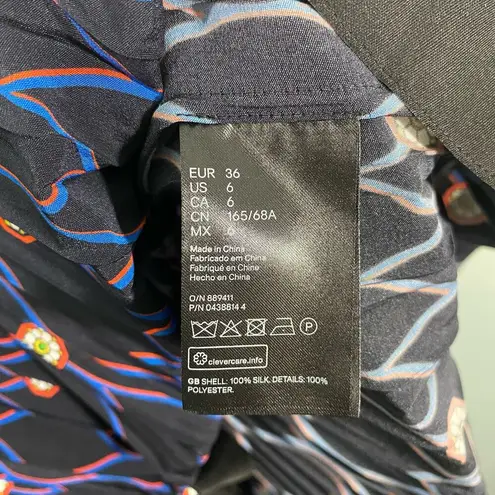 EUR 36
US 6
CA 6
CN 165/68A
MX 6
Made in China
Fabricado em China
Fabriqué en Chine
Hecho en China
O/N 889411
P/N 0438814 4
P
clevercare.info
GB SHELL: 100% SILK. DETAILS: 100%
POLYESTER.